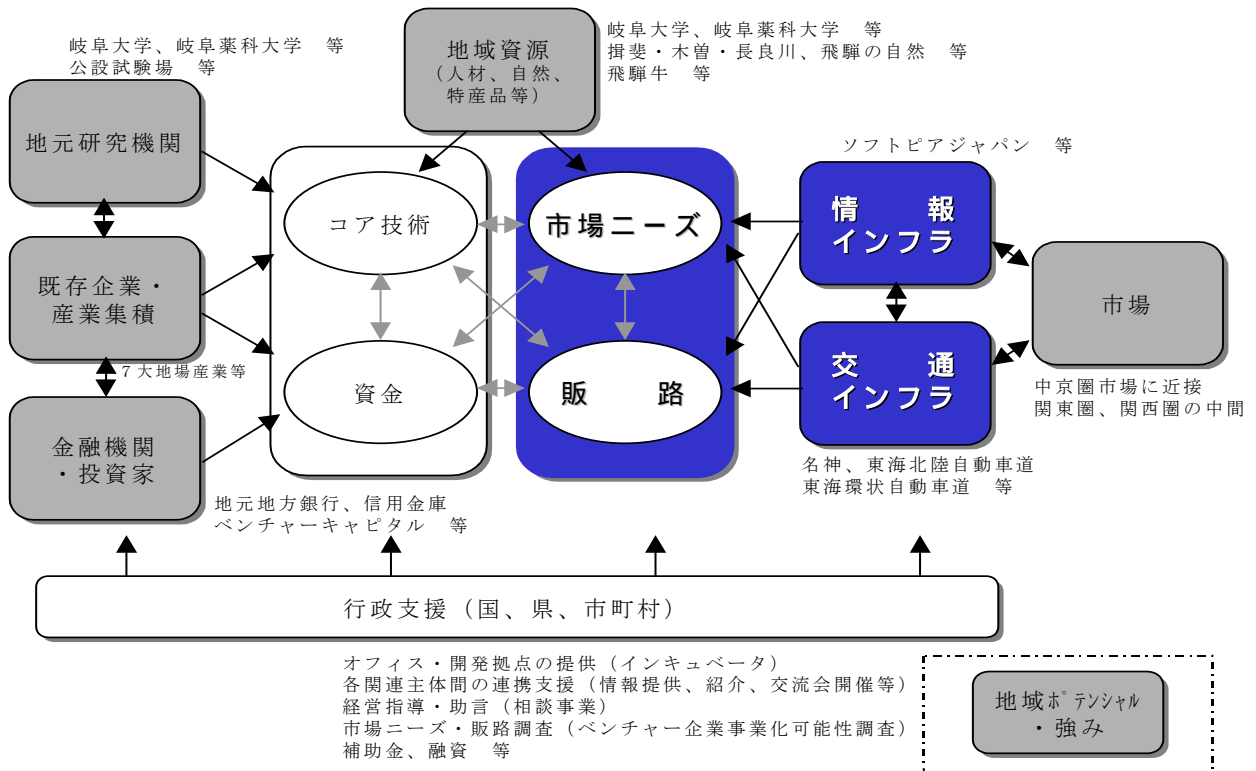 岐阜大学、岐阜薬科大学　等
公設試験場　等
地域資源
（人材、自然、
特産品等）
岐阜大学、岐阜薬科大学　等
揖斐・木曽・長良川、飛騨の自然　等
飛騨牛　等
地元研究機関
ソフトピアジャパン　等
コア技術
市場ニーズ
情　報
インフラ
既存企業・
産業集積
市場
７大地場産業等
資金
販　路
交　通
インフラ
中京圏市場に近接
関東圏、関西圏の中間
金融機関
・投資家
名神、東海北陸自動車道
東海環状自動車道　等
地元地方銀行、信用金庫
ベンチャーキャピタル　等
行政支援（国、県、市町村）
オフィス・開発拠点の提供（インキュベータ）
各関連主体間の連携支援（情報提供、紹介、交流会開催等）
経営指導・助言（相談事業）
市場ニーズ・販路調査（ベンチャー企業事業化可能性調査）
補助金、融資　等
地域ﾎﾟﾃﾝｼｬﾙ
・強み